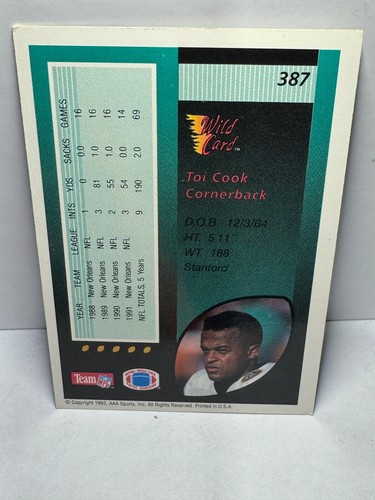 387
Wild
Card™
Toi Cook
Cornerback
D.O.B. 12/3/64
HT. 5'11"
WT. 188
Stanford
YEAR TEAM LEAGUE INTS YDS SACKS GAMES
1988 New Orleans NFL 1 0 0 16
1989 New Orleans NFL 3 81 1.0 16
1990 New Orleans NFL 2 55 1.0 16
1991 New Orleans NFL 3 54 1.0 14
NFL TOTALS: 5 Years 9 190 2.0 69
Team NFL
© Copyright 1992, AAA Sports, Inc. All Rights Reserved. Printed in U.S.A.